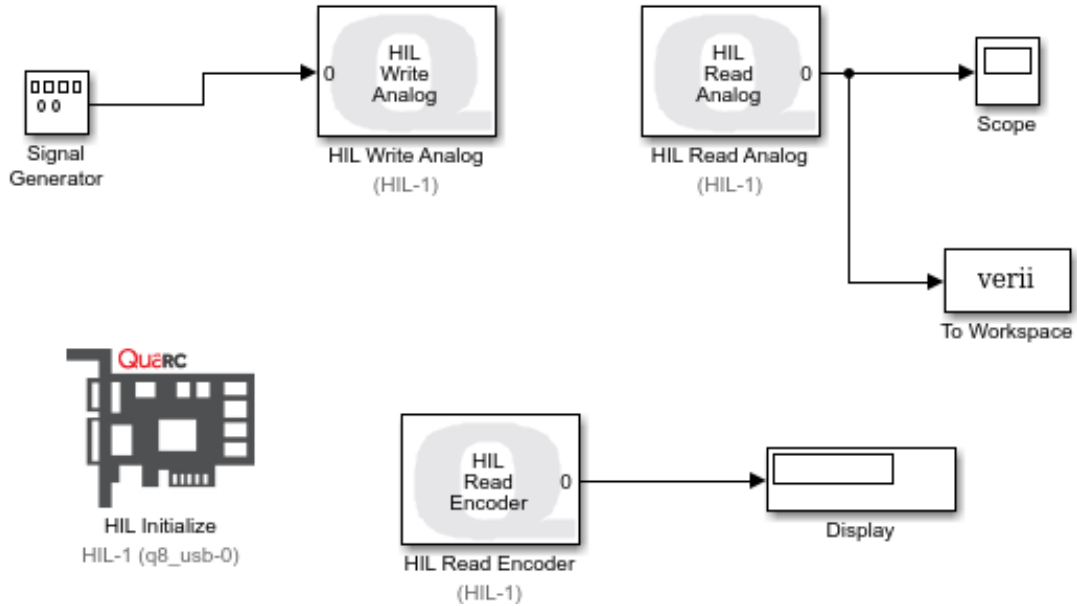 Signal
Generator
0
HIL
Write
Analog
HIL Write Analog
(HIL-1)
HIL
Read
Analog
0
HIL Read Analog
(HIL-1)
Scope
verii
To Workspace
QUARC
HIL Initialize
HIL-1 (q8_usb-0)
HIL
Read
Encoder
0
HIL Read Encoder
(HIL-1)
Display